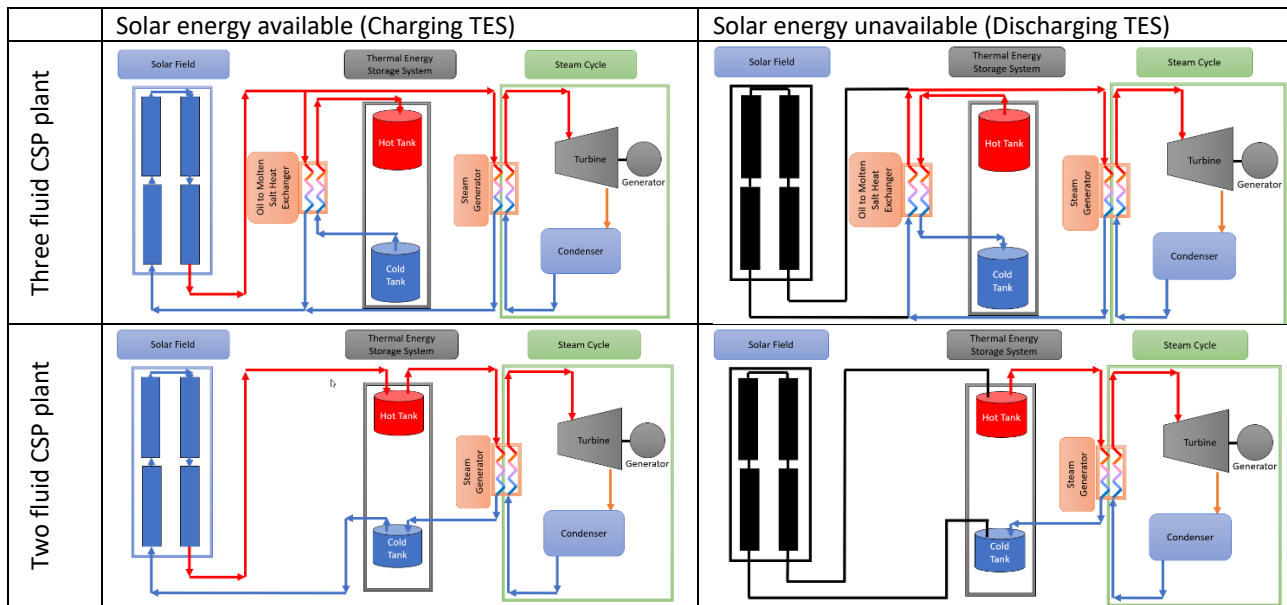 Solar energy available (Charging TES)
Solar energy unavailable (Discharging TES)
Three fluid CSP plant
Solar Field
Thermal Energy
Storage System
Steam Cycle
Hot Tank
Oil to Molten
Salt Heat
Exchanger
Steam
Generator
Turbine
Generator
Cold
Tank
Condenser
Solar Field
Thermal Energy
Storage System
Steam Cycle
Hot Tank
Oil to Molten
Salt Heat
Exchanger
Steam
Generator
Turbine
Generator
Cold
Tank
Condenser
Two fluid CSP plant
Solar Field
Thermal Energy
Storage System
Steam Cycle
Hot Tank
Steam
Generator
Turbine
Generator
Cold
Tank
Condenser
Solar Field
Thermal Energy
Storage System
Steam Cycle
Hot Tank
Steam
Generator
Turbine
Generator
Cold
Tank
Condenser